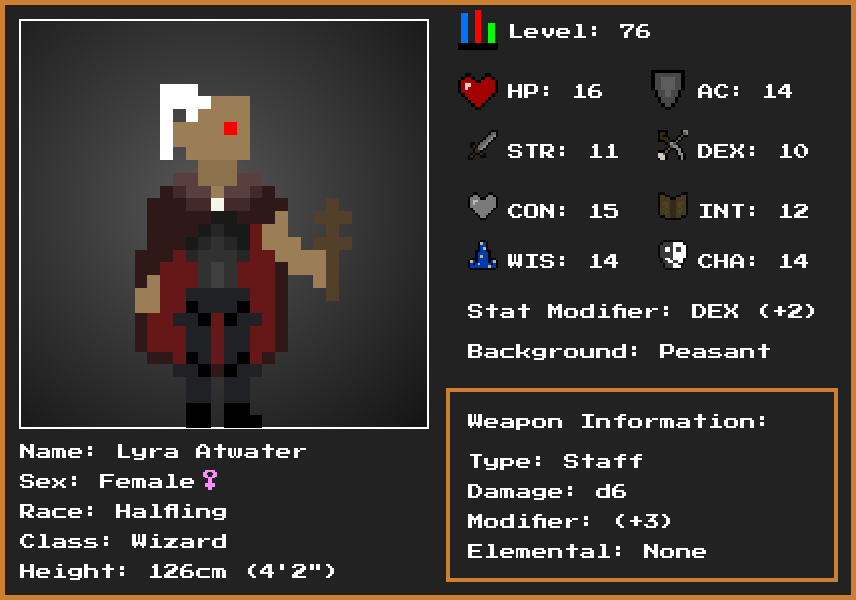 Level: 76
HP: 16
AC: 14
STR: 11
DEX: 10
CON: 15
INT: 12
WIS: 14
CHA: 14
Stat Modifier: DEX (+2)
Background: Peasant
Weapon Information:
Type: Staff
Damage: d6
Modifier: (+3)
Elemental: None
Name: Lyra Atwater
Sex: Female♀
Race: Halfling
Class: Wizard
Height: 126cm (4'2")